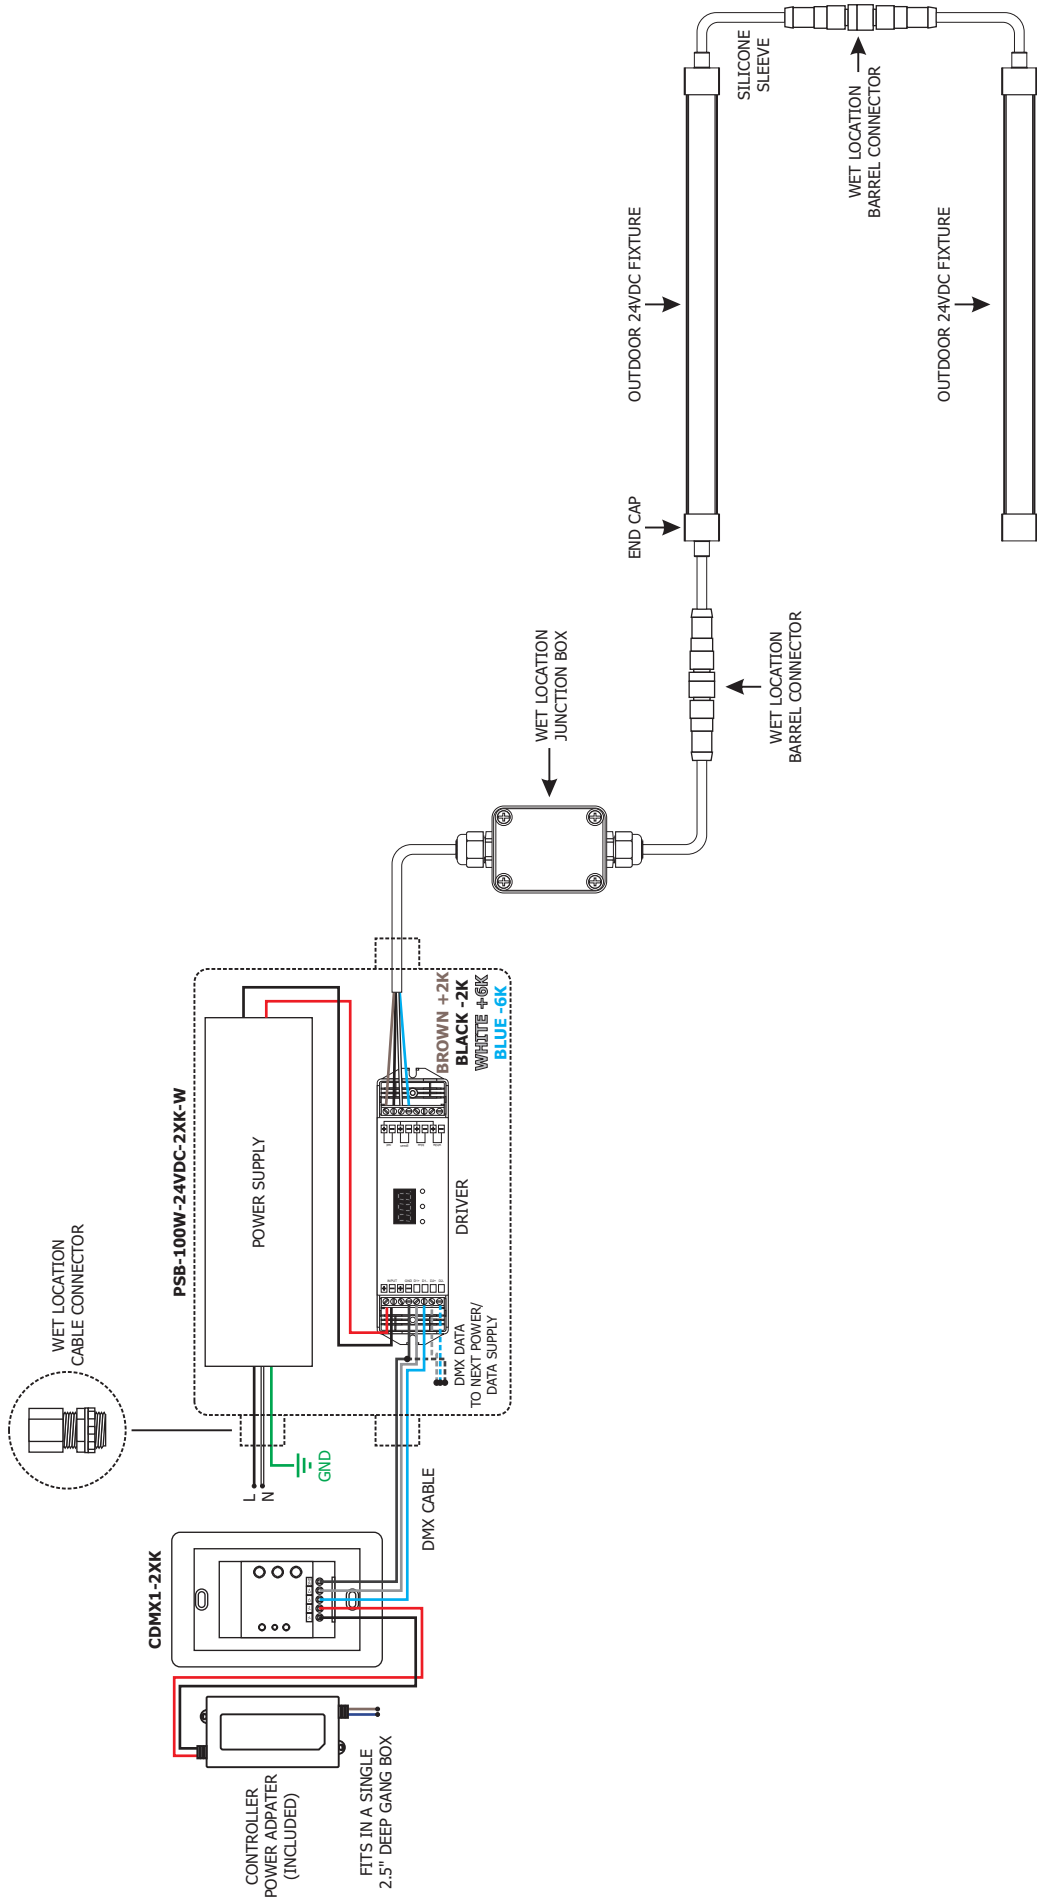 CONTROLLER
POWER ADPATER
(INCLUDED)
FITS IN A SINGLE
2.5" DEEP GANG BOX
CDMX1-2XK
WET LOCATION
CABLE CONNECTOR
L
N
GND
DMX CABLE
PSB-100W-24VDC-2XK-W
POWER SUPPLY
DRIVER
INPUT
GND
DMX DATA
TO NEXT POWER/
DATA SUPPLY
BROWN +2K
BLACK -2K
WHITE +6K
BLUE -6K
WET LOCATION
JUNCTION BOX
WET LOCATION
BARREL CONNECTOR
END CAP
OUTDOOR 24VDC FIXTURE
SILICONE
SLEEVE
WET LOCATION
BARREL CONNECTOR
OUTDOOR 24VDC FIXTURE